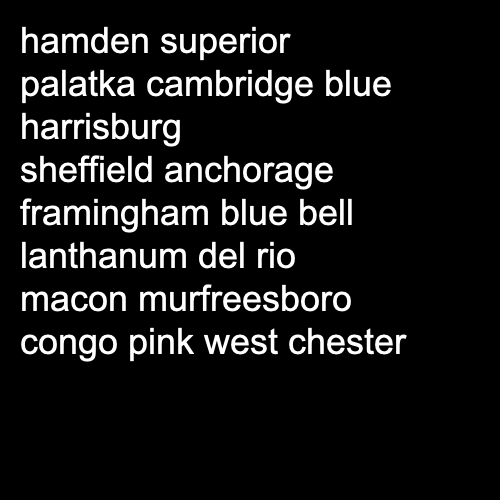 hamden superior
palatka cambridge blue
harrisburg
sheffield anchorage
framingham blue bell
lanthanum del rio
macon murfreesboro
congo pink west chester